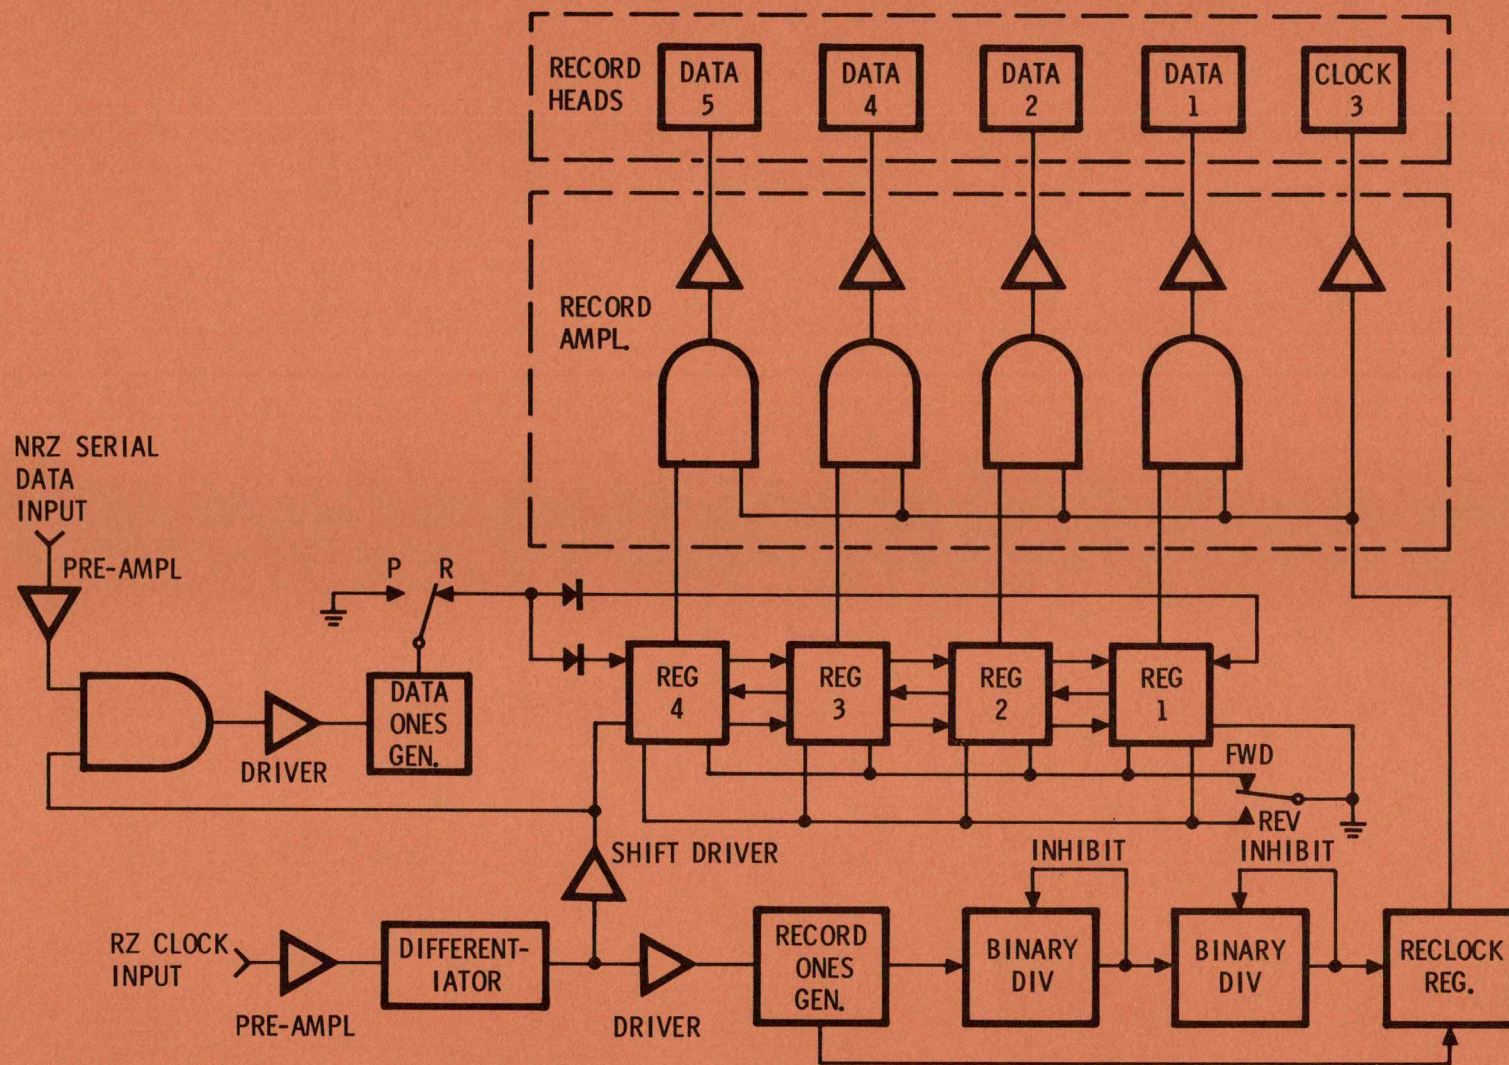 RECORD
HEADS
DATA
5
DATA
4
DATA
2
DATA
1
CLOCK
3
RECORD
AMPL.
NRZ SERIAL
DATA
INPUT
PRE-AMPL
P
R
DATA
ONES
GEN.
DRIVER
REG
4
REG
3
REG
2
REG
1
FWD
REV
SHIFT DRIVER
INHIBIT
INHIBIT
RZ CLOCK
INPUT
PRE-AMPL
DIFFERENT-
IATOR
DRIVER
RECORD
ONES
GEN.
BINARY
DIV
BINARY
DIV
RECLOCK
REG.